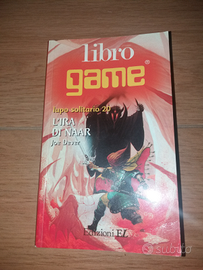 libro
game®
lupo solitario 20
L'IRA
DI NAAR
Joe Dever
Edizioni EL